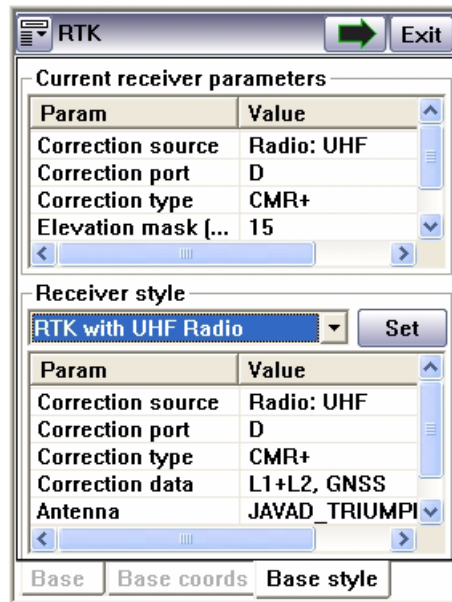 RTK Exit
Current receiver parameters
Param Value
Correction source Radio: UHF
Correction port D
Correction type CMR+
Elevation mask (... 15
Receiver style
RTK with UHF Radio Set
Param Value
Correction source Radio: UHF
Correction port D
Correction type CMR+
Correction data L1+L2, GNSS
Antenna JAVAD_TRIUMPI
Base Base coords Base style